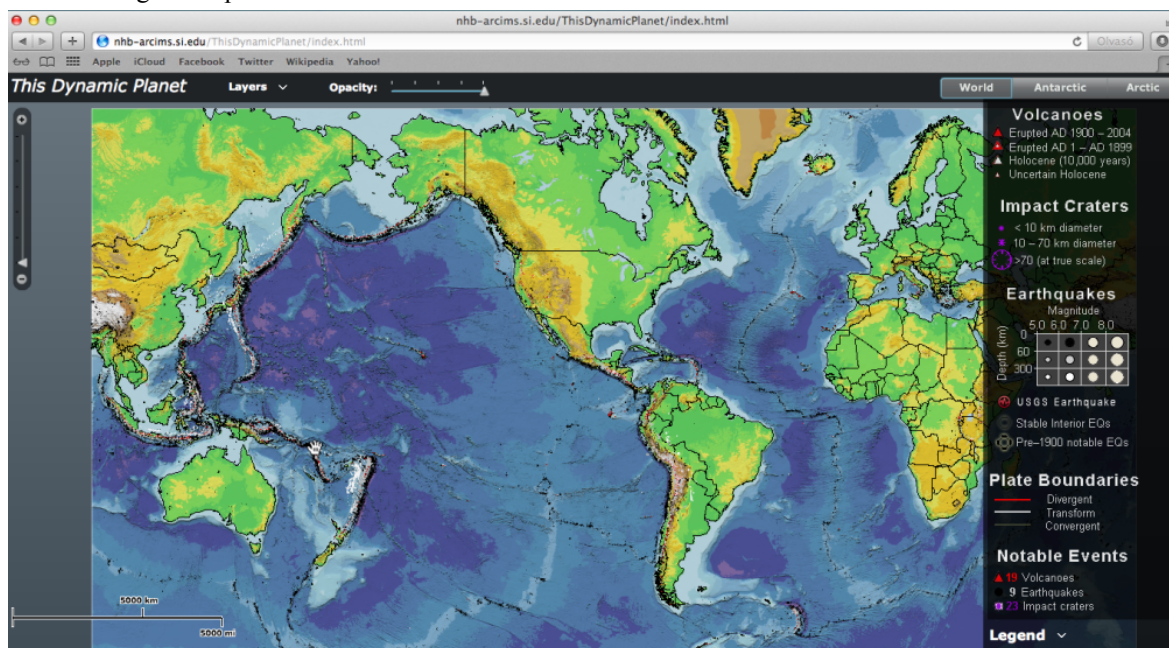 nhb-arcims.si.edu/ThisDynamicPlanet/index.html
nhb-arcims.si.edu/ThisDynamicPlanet/index.html
Olvasó
Apple iCloud Facebook Twitter Wikipedia Yahoo!
This Dynamic Planet Layers Opacity: World Antarctic Arctic
Volcanoes
Erupted AD 1900 – 2004
Erupted AD 1 – AD 1899
Holocene (10,000 years)
Uncertain Holocene
Impact Craters
< 10 km diameter
10 – 70 km diameter
>70 (at true scale)
Earthquakes
Magnitude
5.0 6.0 7.0 8.0
Depth (km)
0
60
300
USGS Earthquake
Stable Interior EQs
Pre–1900 notable EQs
Plate Boundaries
Divergent
Transform
Convergent
Notable Events
19 Volcanoes
9 Earthquakes
23 Impact craters
Legend
5000 km
5000 mi